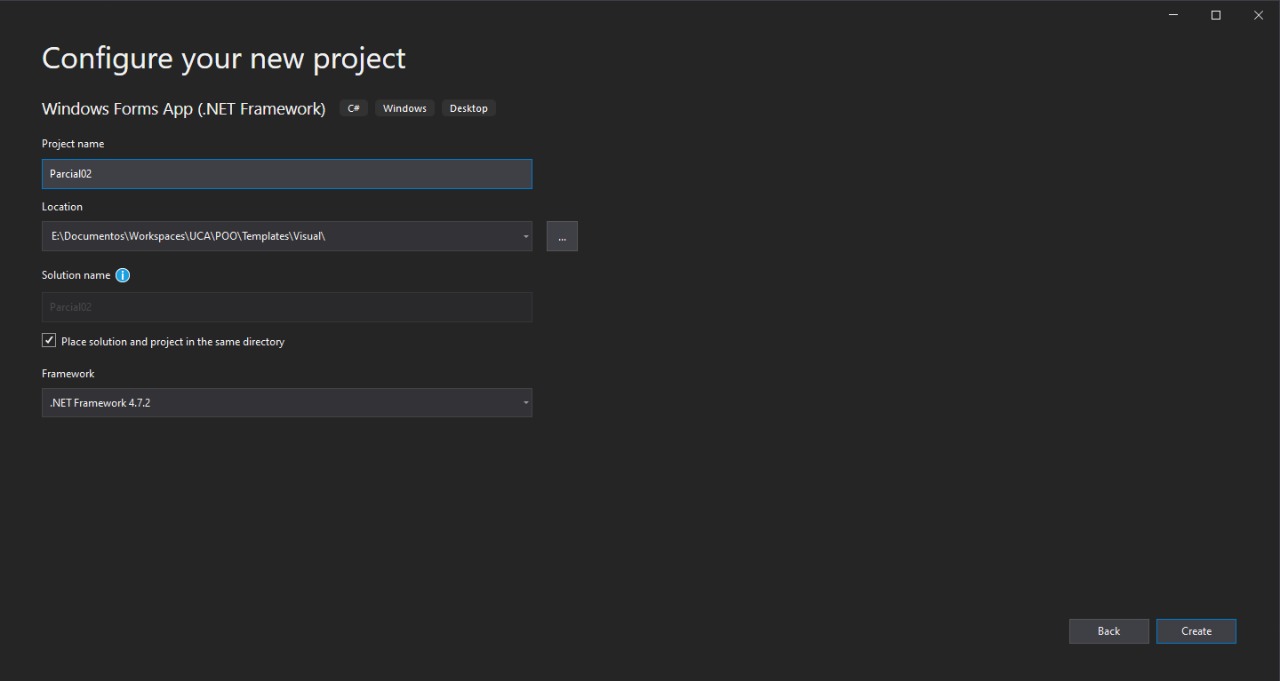 Configure your new project
Windows Forms App (.NET Framework) C# Windows Desktop
Project name
Parcial02
Location
E:\Documentos\Workspaces\UCA\POO\Templates\Visual\
...
Solution name i
Parcial02
Place solution and project in the same directory
Framework
.NET Framework 4.7.2
Back Create